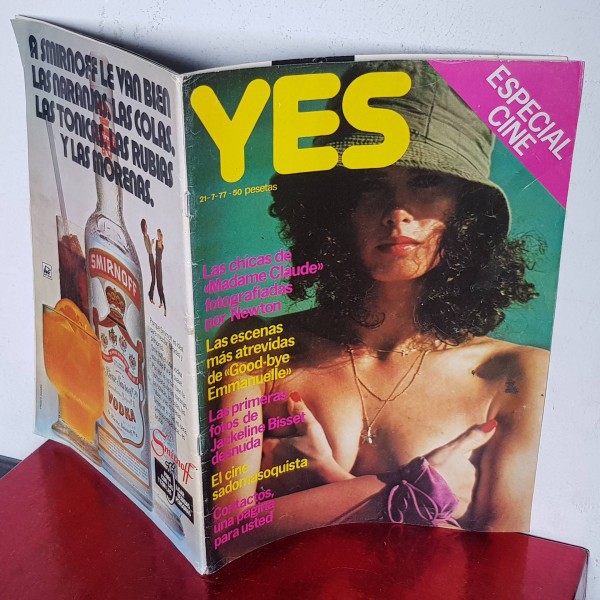 A SMIRNOFF LE VAN BIEN
LAS NARANJAS, LAS COLAS,
LAS TONICAS, LAS RUBIAS
Y LAS MORENAS.
SMIRNOFF
VODKA
Smirnoff
YES
21-7-77-50 pesetas
ESPECIAL
CINE
Las chicas de
«Madame Claude»
fotografiadas
por Newton
Las escenas
más atrevidas
de «Good-bye
Emmanuelle»
Las primeras
fotos de
Jackeline Bisset
desnuda
El cine
sadomasoquista
Contactos,
una página
para usted